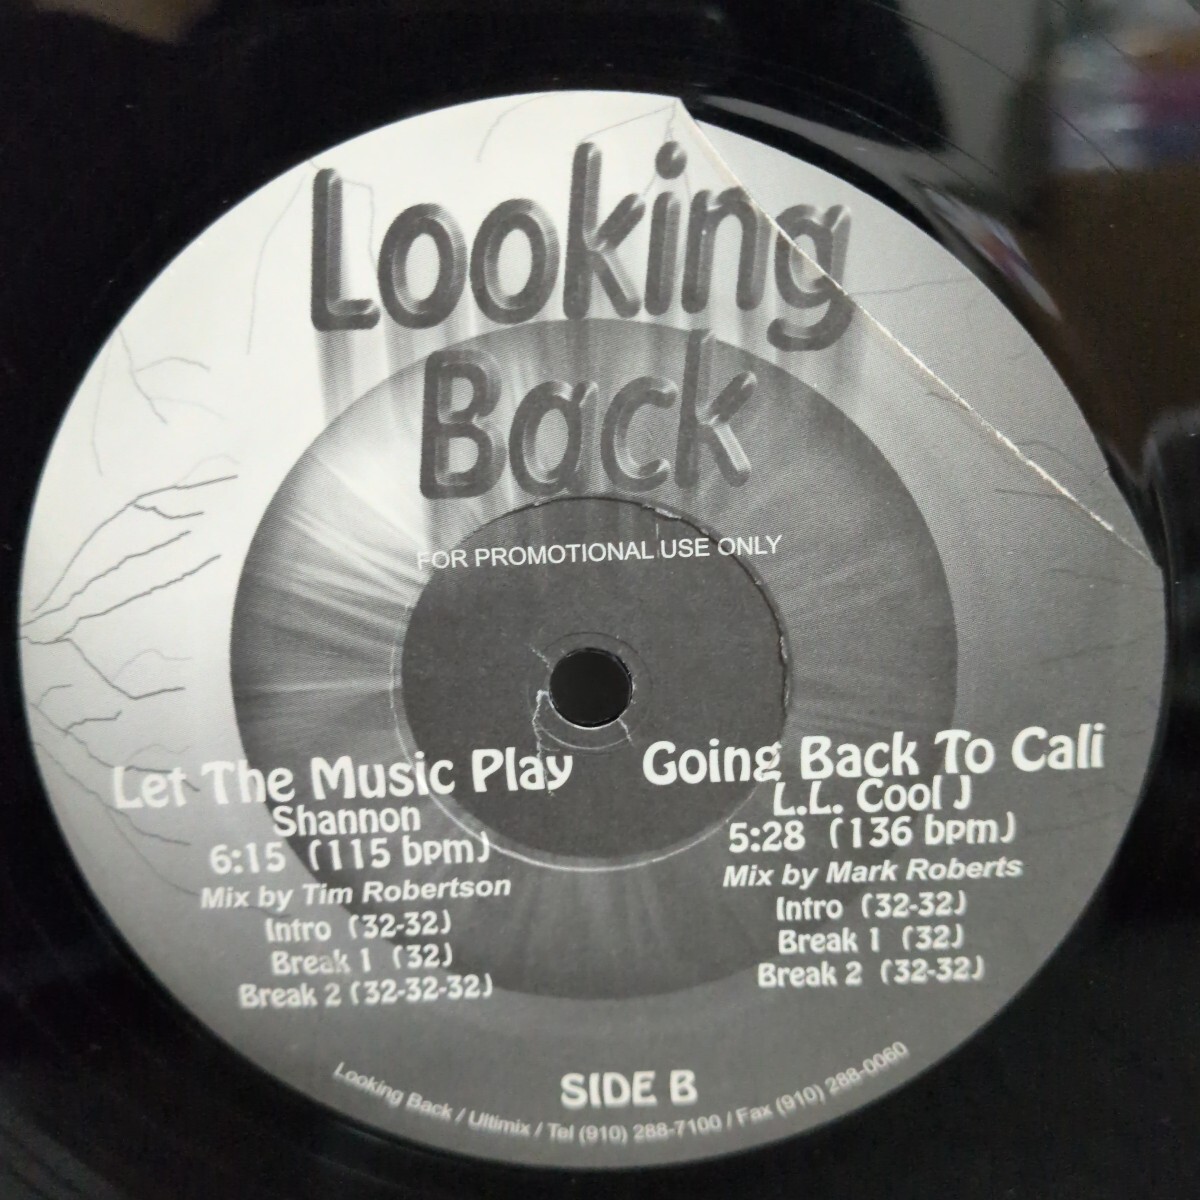 Looking
Back
FOR PROMOTIONAL USE ONLY
Let The Music Play
Shannon
6:15 (115 bpm)
Mix by Tim Robertson
Intro (32-32)
Break 1 (32)
Break 2 (32-32-32)
Going Back To Cali
L.L. Cool J
5:28 (136 bpm)
Mix by Mark Roberts
Intro (32-32)
Break 1 (32)
Break 2 (32-32)
SIDE B
Looking Back / Ultimix / Tel (910) 288-7100 / Fax (910) 288-0060